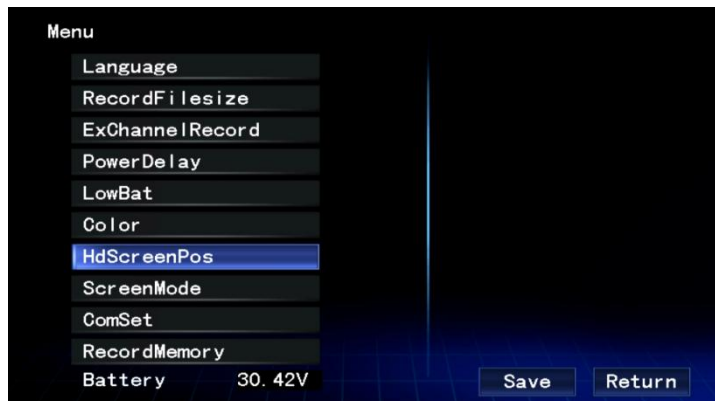 Menu
Language
RecordFilesize
ExChannelRecord
PowerDelay
LowBat
Color
HdScreenPos
ScreenMode
ComSet
RecordMemory
Battery 30.42V
Save Return